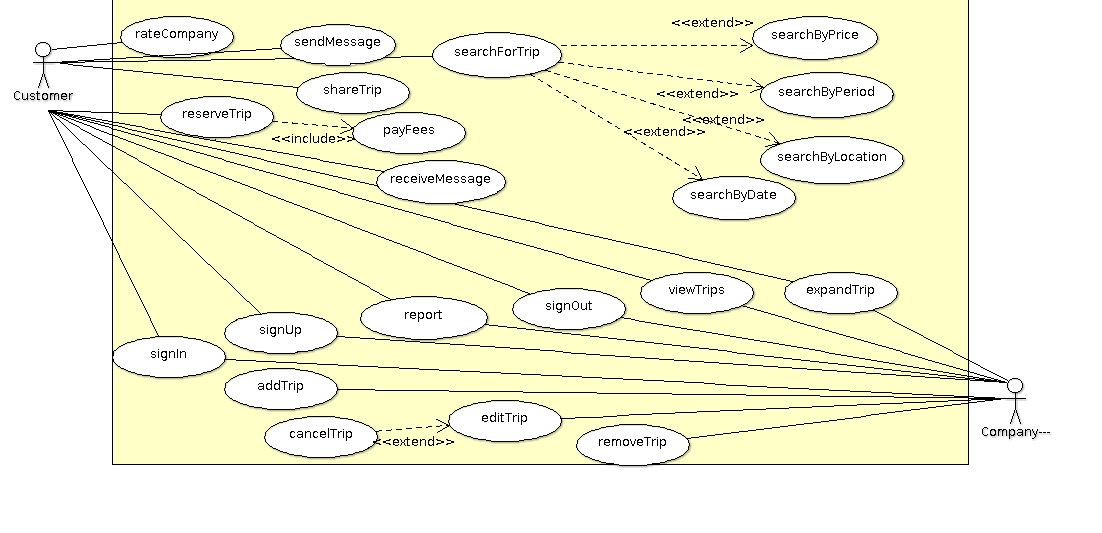 <<extend>>
rateCompany
sendMessage
searchForTrip
searchByPrice
Customer
shareTrip
<<extend>>
searchByPeriod
reserveTrip
payFees
<<include>>
<<extend>>
<<extend>>
searchByLocation
receiveMessage
searchByDate
viewTrips
expandTrip
signOut
report
signUp
signIn
addTrip
editTrip
cancelTrip
<<extend>>
removeTrip
Company---